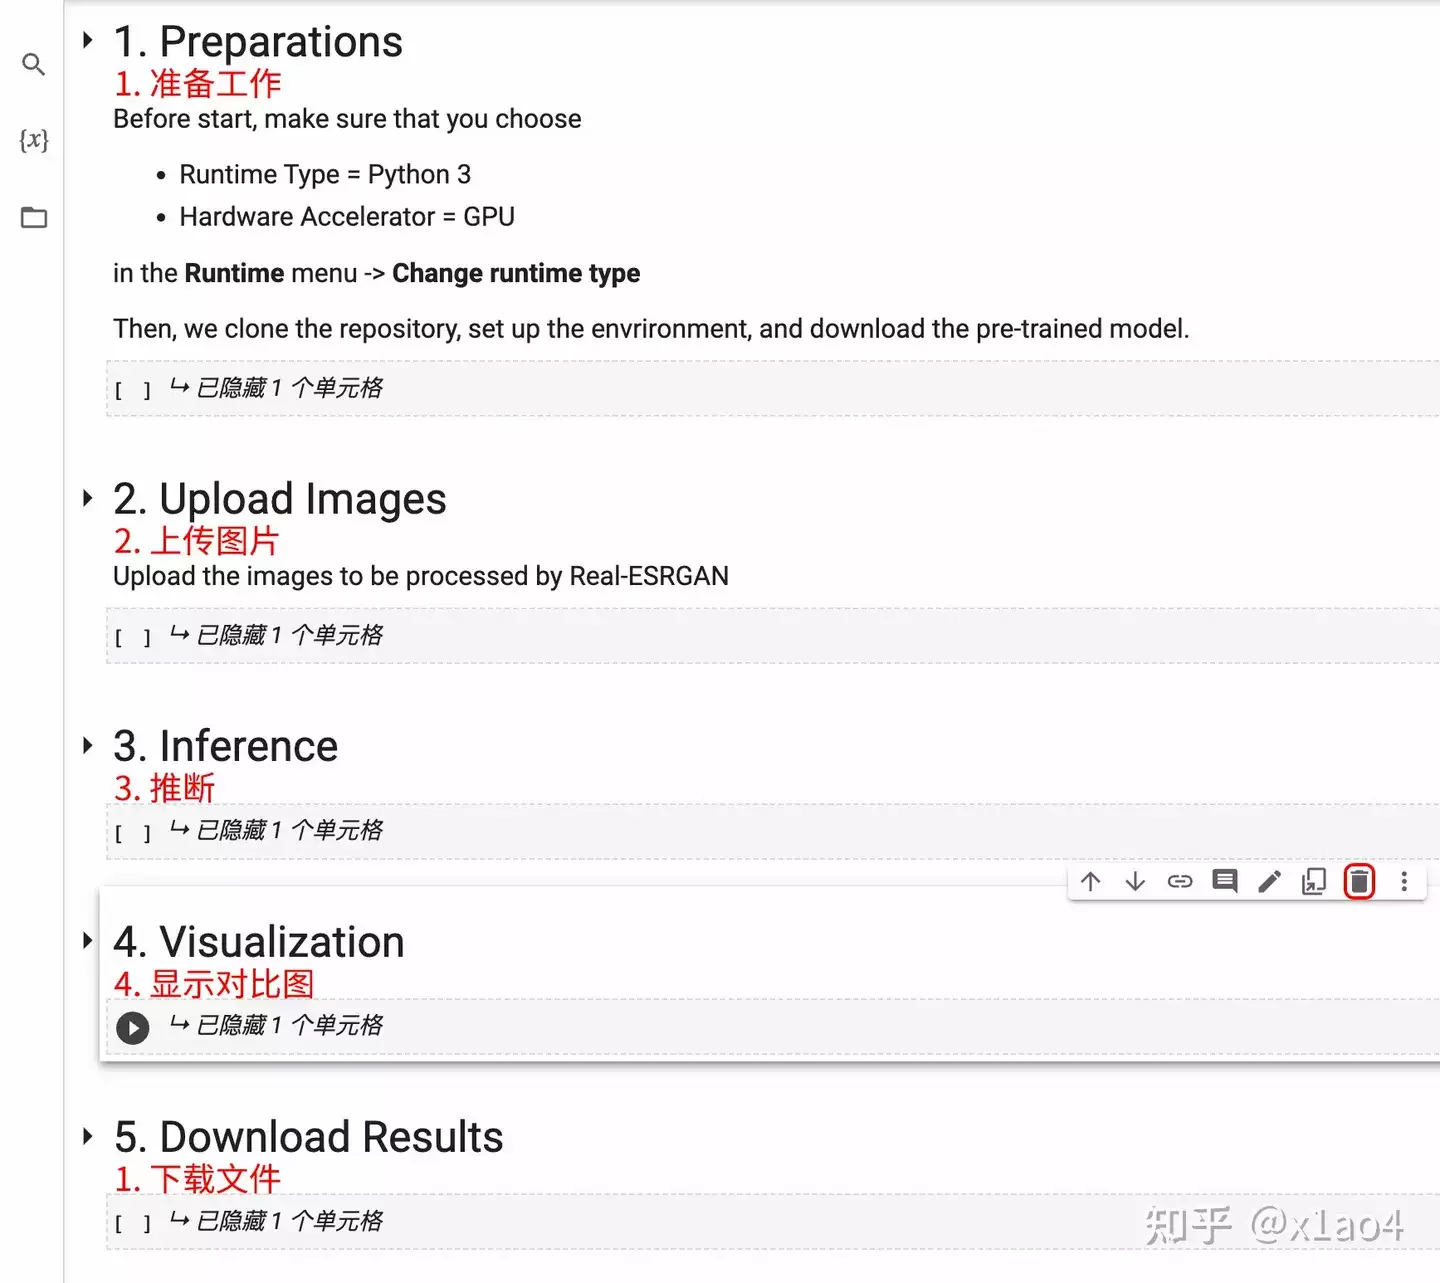 1. Preparations
1. 准备工作
Before start, make sure that you choose
• Runtime Type = Python 3
• Hardware Accelerator = GPU
in the Runtime menu -> Change runtime type
Then, we clone the repository, set up the envrironment, and download the pre-trained model.
[ ] ↳ 已隐藏 1 个单元格
2. Upload Images
2. 上传图片
Upload the images to be processed by Real-ESRGAN
[ ] ↳ 已隐藏 1 个单元格
3. Inference
3. 推断
[ ] ↳ 已隐藏 1 个单元格
4. Visualization
4. 显示对比图
↳ 已隐藏 1 个单元格
5. Download Results
1. 下载文件
[ ] ↳ 已隐藏 1 个单元格
{x}
知乎 @x1ao4